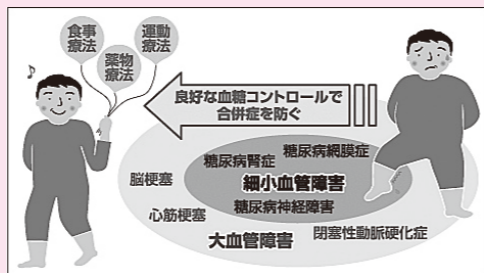 食事
療法
運動
療法
薬物
療法
♪
良好な血糖コントロールで
合併症を防ぐ
糖尿病網膜症
糖尿病腎症
細小血管障害
糖尿病神経障害
脳梗塞
心筋梗塞
大血管障害
閉塞性動脈硬化症